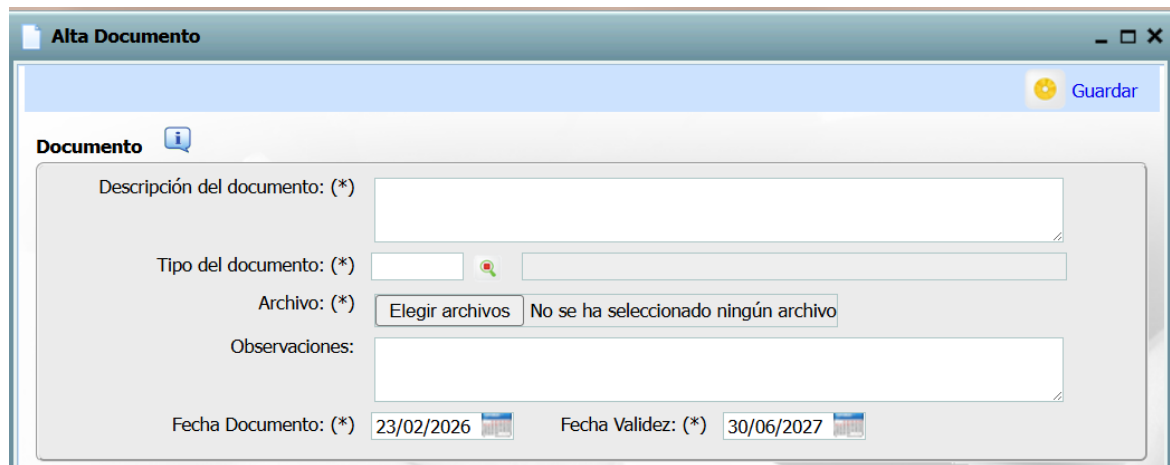 Alta Documento
Guardar
Documento
Descripción del documento: (*)
Tipo del documento: (*)
Archivo: (*) Elegir archivos No se ha seleccionado ningún archivo
Observaciones:
Fecha Documento: (*) 23/02/2026 Fecha Validez: (*) 30/06/2027